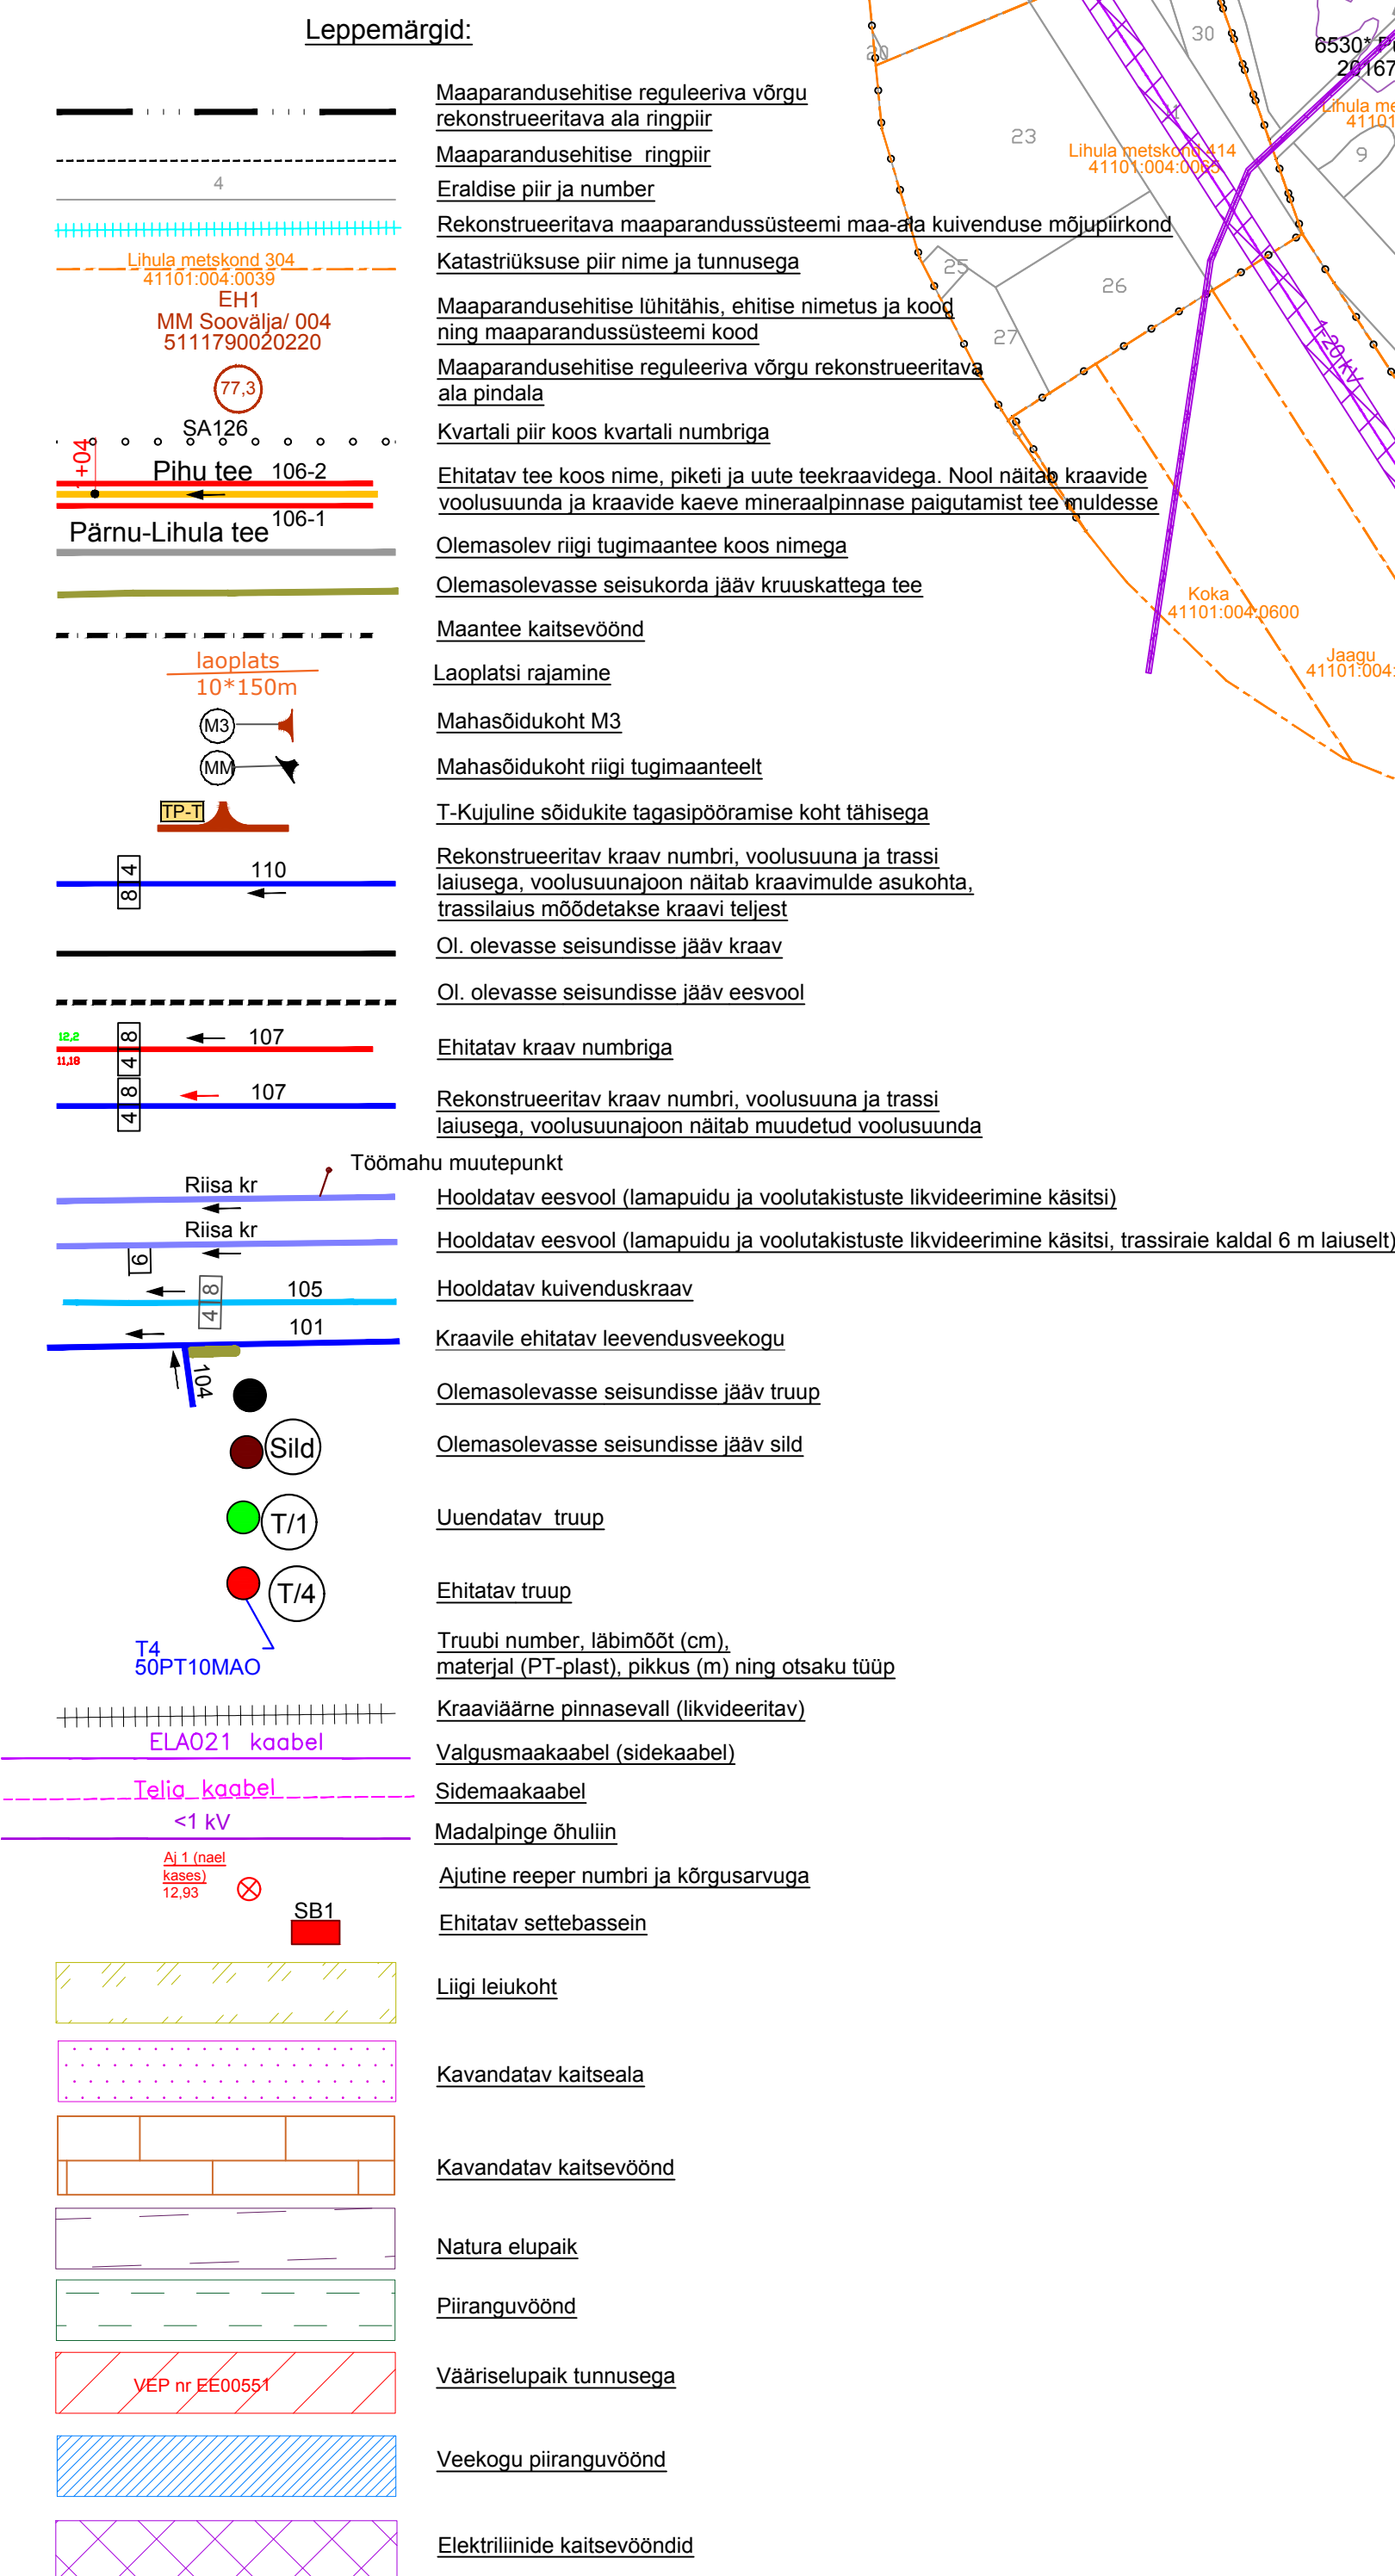 Leppemärgid:
Maaparandusehitise reguleeriva võrgu
rekonstrueeritava ala ringpiir
Maaparandusehitise ringpiir
4
Eraldise piir ja number
Rekonstrueeritava maaparandussüsteemi maa-ala kuivenduse mõjupiirkond
Lihula metskond 304
41101:004:0039
Katastriüksuse piir nime ja tunnusega
EH1
MM Soovälja/ 004
5111790020220
Maaparandusehitise lühitähis, ehitise nimetus ja kood
ning maaparandussüsteemi kood
77,3
Maaparandusehitise reguleeriva võrgu rekonstrueeritava
ala pindala
SA126
Kvartali piir koos kvartali numbriga
+04
Pihu tee 106-2
106-1
Ehitatav tee koos nime, piketi ja uute teekraavidega. Nool näitab kraavide
voolusuunda ja kraavide kaeve mineraalpinnase paigutamist tee muldesse
Pärnu-Lihula tee
Olemasolev riigi tugimaantee koos nimega
Olemasolevasse seisukorda jääv kruuskattega tee
Maantee kaitsevöönd
laoplats
10*150m
Laoplatsi rajamine
M3
Mahasõidukoht M3
MM
Mahasõidukoht riigi tugimaanteelt
TP-T
T-Kujuline sõidukite tagasipööramise koht tähisega
8 4
110
Rekonstrueeritav kraav numbri, voolusuuna ja trassi
laiusega, voolusuunajoon näitab kraavimulde asukohta,
trassilaius mõõdetakse kraavi teljest
Ol. olevasse seisundisse jääv kraav
Ol. olevasse seisundisse jääv eesvool
12,2
11,18
4 8
107
Ehitatav kraav numbriga
4 8
107
Rekonstrueeritav kraav numbri, voolusuuna ja trassi
laiusega, voolusuunajoon näitab muudetud voolusuunda
Töömahu muutepunkt
Riisa kr
Hooldatav eesvool (lamapuidu ja voolutakistuste likvideerimine käsitsi)
Riisa kr
6
Hooldatav eesvool (lamapuidu ja voolutakistuste likvideerimine käsitsi, trassiraie kaldal 6 m laiuselt)
4 8
105
Hooldatav kuivenduskraav
101
104
Kraavile ehitatav leevendusveekogu
Olemasolevasse seisundisse jääv truup
Sild
Olemasolevasse seisundisse jääv sild
T/1
Uuendatav truup
T/4
Ehitatav truup
T4
50PT10MAO
Truubi number, läbimõõt (cm),
materjal (PT-plast), pikkus (m) ning otsaku tüüp
Kraaviäärne pinnasevall (likvideeritav)
ELA021 kaabel
Valgusmaakaabel (sidekaabel)
Telia kaabel
Sidemaakaabel
<1 kV
Madalpinge õhuliin
Aj 1 (nael
kases)
12,93
Ajutine reeper numbri ja kõrgusarvuga
SB1
Ehitatav settebassein
Liigi leiukoht
Kavandatav kaitseala
Kavandatav kaitsevöönd
Natura elupaik
Piiranguvöönd
VEP nr EE00551
Vääriselupaik tunnusega
Veekogu piiranguvöönd
Elektriliinide kaitsevööndid
20
30
23
9
Lihula metskond 414
41101:004:0065
25
26
27
1-20 kV
Koka
41101:004:0600
Jaagu
41101:004:
6530*
20167
Lihula me
41101